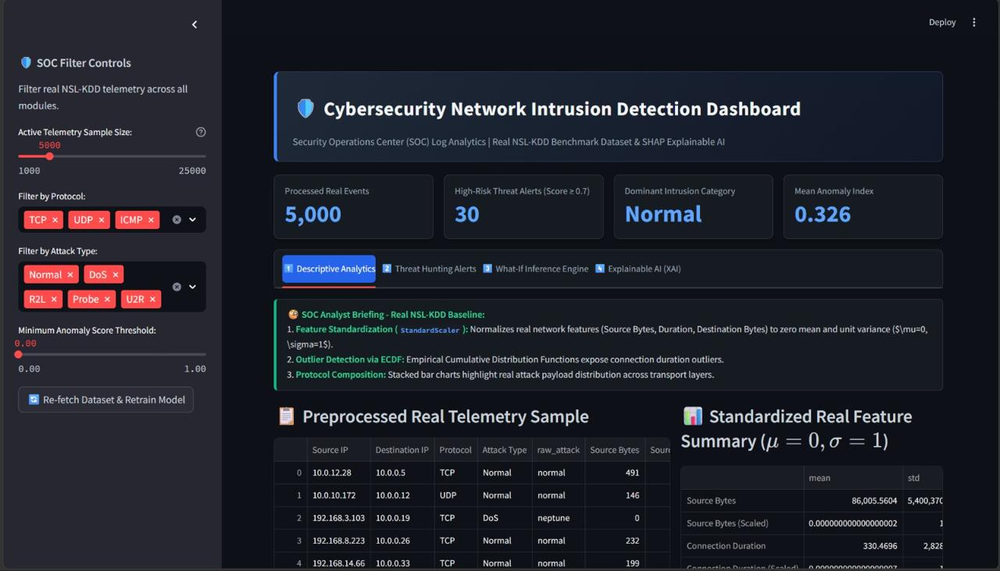 Deploy
🛡️ SOC Filter Controls
Filter real NSL-KDD telemetry across all
modules.
Active Telemetry Sample Size:
5000
1000 25000
Filter by Protocol:
TCP × UDP × ICMP ×
Filter by Attack Type:
Normal × DoS ×
R2L × Probe × U2R ×
Minimum Anomaly Score Threshold:
0.00
0.00 1.00
Re-fetch Dataset & Retrain Model
Cybersecurity Network Intrusion Detection Dashboard
Security Operations Center (SOC) Log Analytics | Real NSL-KDD Benchmark Dataset & SHAP Explainable AI
Processed Real Events
5,000
High-Risk Threat Alerts (Score ≥ 0.7)
30
Dominant Intrusion Category
Normal
Mean Anomaly Index
0.326
1 Descriptive Analytics 2 Threat Hunting Alerts 3 What-If Inference Engine 4 Explainable AI (XAI)
SOC Analyst Briefing - Real NSL-KDD Baseline:
1. Feature Standardization ( StandardScaler ): Normalizes real network features (Source Bytes, Duration, Destination Bytes) to zero mean and unit variance ($\mu=0,
\sigma=1$).
2. Outlier Detection via ECDF: Empirical Cumulative Distribution Functions expose connection duration outliers.
3. Protocol Composition: Stacked bar charts highlight real attack payload distribution across transport layers.
Preprocessed Real Telemetry Sample
Source IP Destination IP Protocol Attack Type raw_attack Source Bytes
0 10.0.12.28 10.0.0.5 TCP Normal normal 491
1 10.0.10.172 10.0.0.12 UDP Normal normal 146
2 192.168.3.103 10.0.0.19 TCP DoS neptune 0
3 192.168.8.223 10.0.0.26 TCP Normal normal 232
4 192.168.14.66 10.0.0.33 TCP Normal normal 199
Standardized Real Feature
Summary (μ = 0, σ = 1)
mean std
Source Bytes 86,005.5604 5,400,370
Source Bytes (Scaled) 0.000000000000000002 1
Connection Duration 330.4696 2,828
Connection Duration (Scaled)